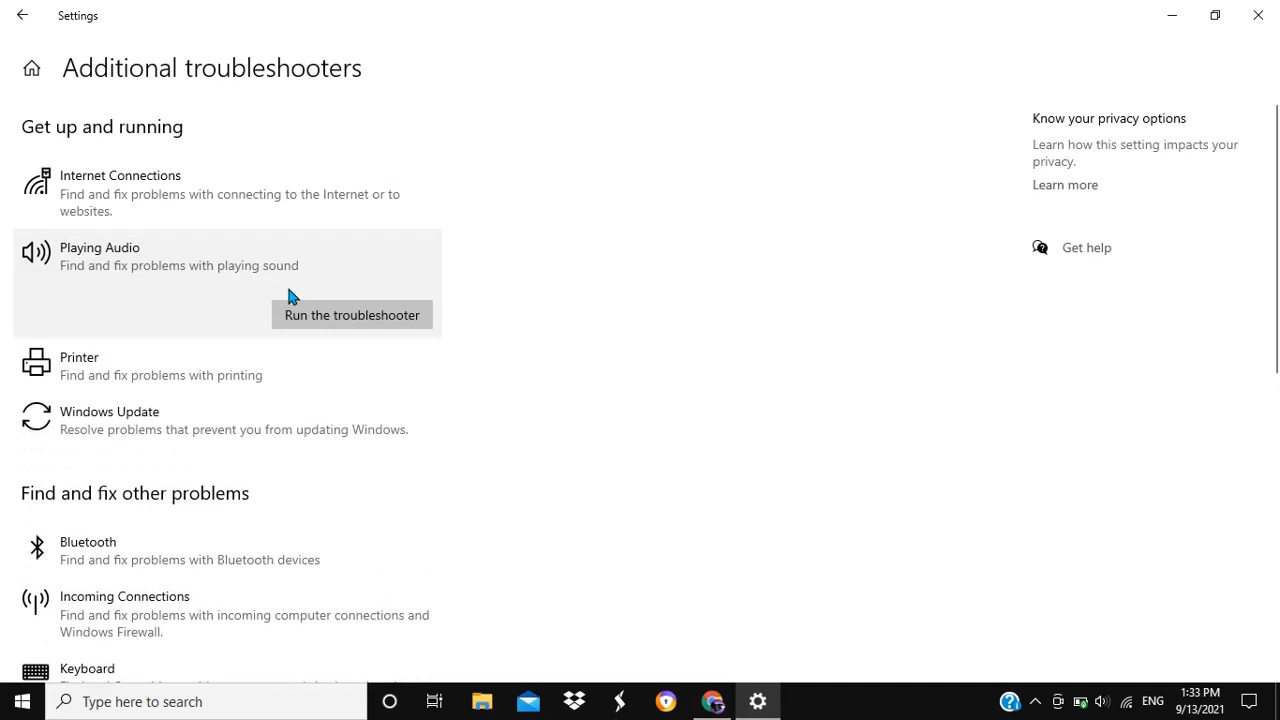 Settings
Additional troubleshooters
Get up and running
Internet Connections
Find and fix problems with connecting to the Internet or to
websites.
Playing Audio
Find and fix problems with playing sound
Run the troubleshooter
Printer
Find and fix problems with printing
Windows Update
Resolve problems that prevent you from updating Windows.
Find and fix other problems
Bluetooth
Find and fix problems with Bluetooth devices
Incoming Connections
Find and fix problems with incoming computer connections and
Windows Firewall.
Keyboard
Know your privacy options
Learn how this setting impacts your
privacy.
Learn more
Get help
Type here to search
ENG
1:33 PM
9/13/2021